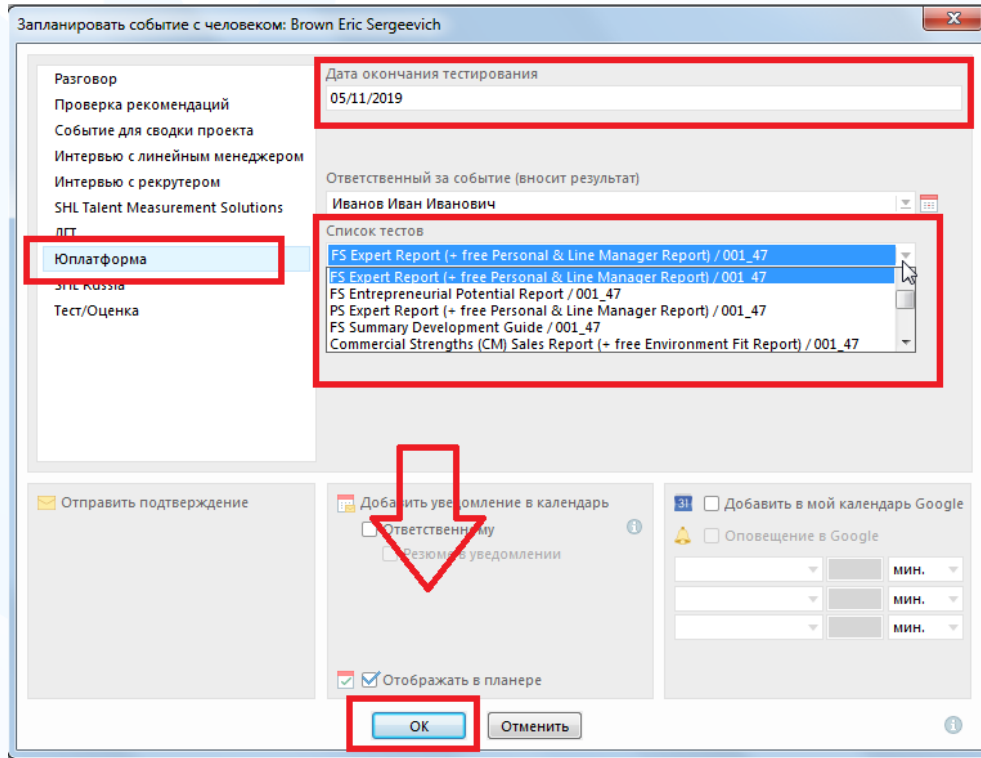 Запланировать событие с человеком: Brown Eric Sergeevich
Разговор
Проверка рекомендаций
Событие для сводки проекта
Интервью с линейным менеджером
Интервью с рекрутером
SHL Talent Measurement Solutions
ЛГТ
Юплатформа
SHL Russia
Тест/Оценка
Дата окончания тестирования
05/11/2019
Ответственный за событие (вносит результат)
Иванов Иван Иванович
Список тестов
FS Expert Report (+ free Personal & Line Manager Report) / 001_47
FS Expert Report (+ free Personal & Line Manager Report) / 001_47
FS Entrepreneurial Potential Report / 001_47
PS Expert Report (+ free Personal & Line Manager Report) / 001_47
FS Summary Development Guide / 001_47
Commercial Strengths (CM) Sales Report (+ free Environment Fit Report) / 001_47
Отправить подтверждение
Добавить уведомление в календарь
Ответственному
Резюме в уведомлении
Отображать в планере
31 Добавить в мой календарь Google
Оповещение в Google
мин.
мин.
мин.
OK
Отменить